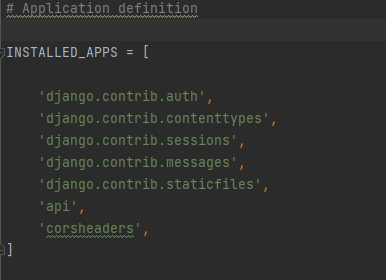 # Application definition
INSTALLED_APPS = [
'django.contrib.auth',
'django.contrib.contenttypes',
'django.contrib.sessions',
'django.contrib.messages',
'django.contrib.staticfiles',
'api',
'corsheaders',
]